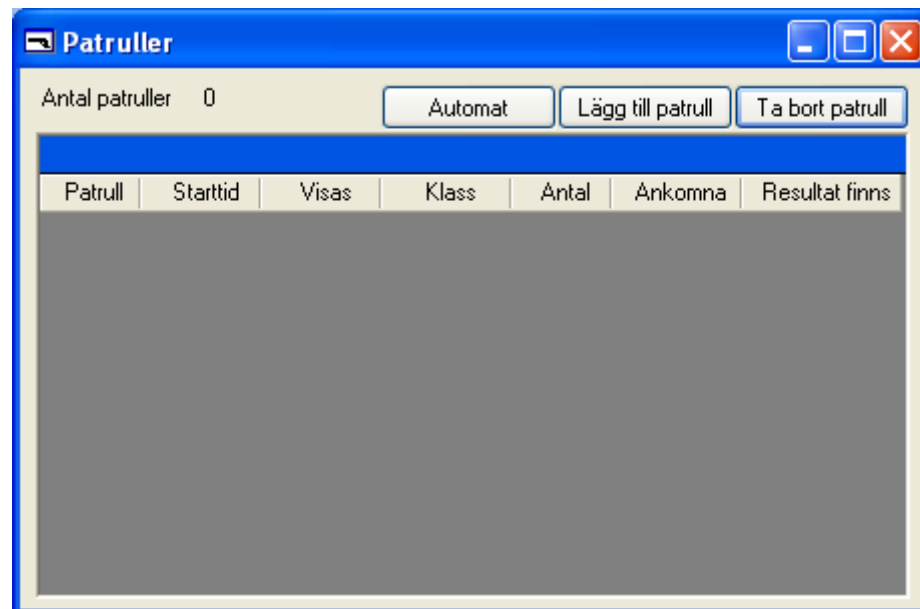 Patruller
Antal patruller 0 Automat Lägg till patrull Ta bort patrull
Patrull Starttid Visas Klass Antal Ankomna Resultat finns